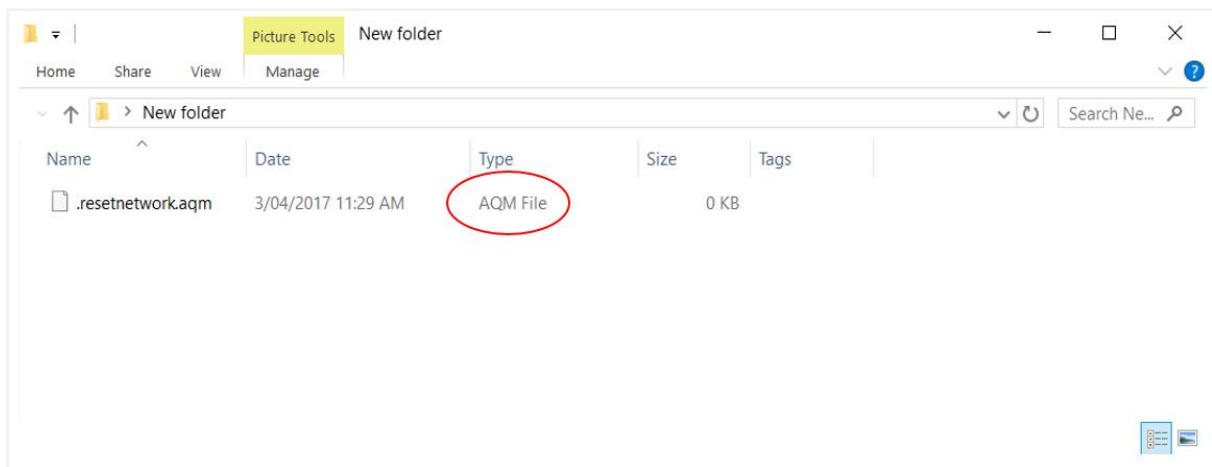 Picture Tools New folder
Home Share View Manage
New folder
Search Ne...
Name Date Type Size Tags
.resetnetwork.aqm 3/04/2017 11:29 AM AQM File 0 KB